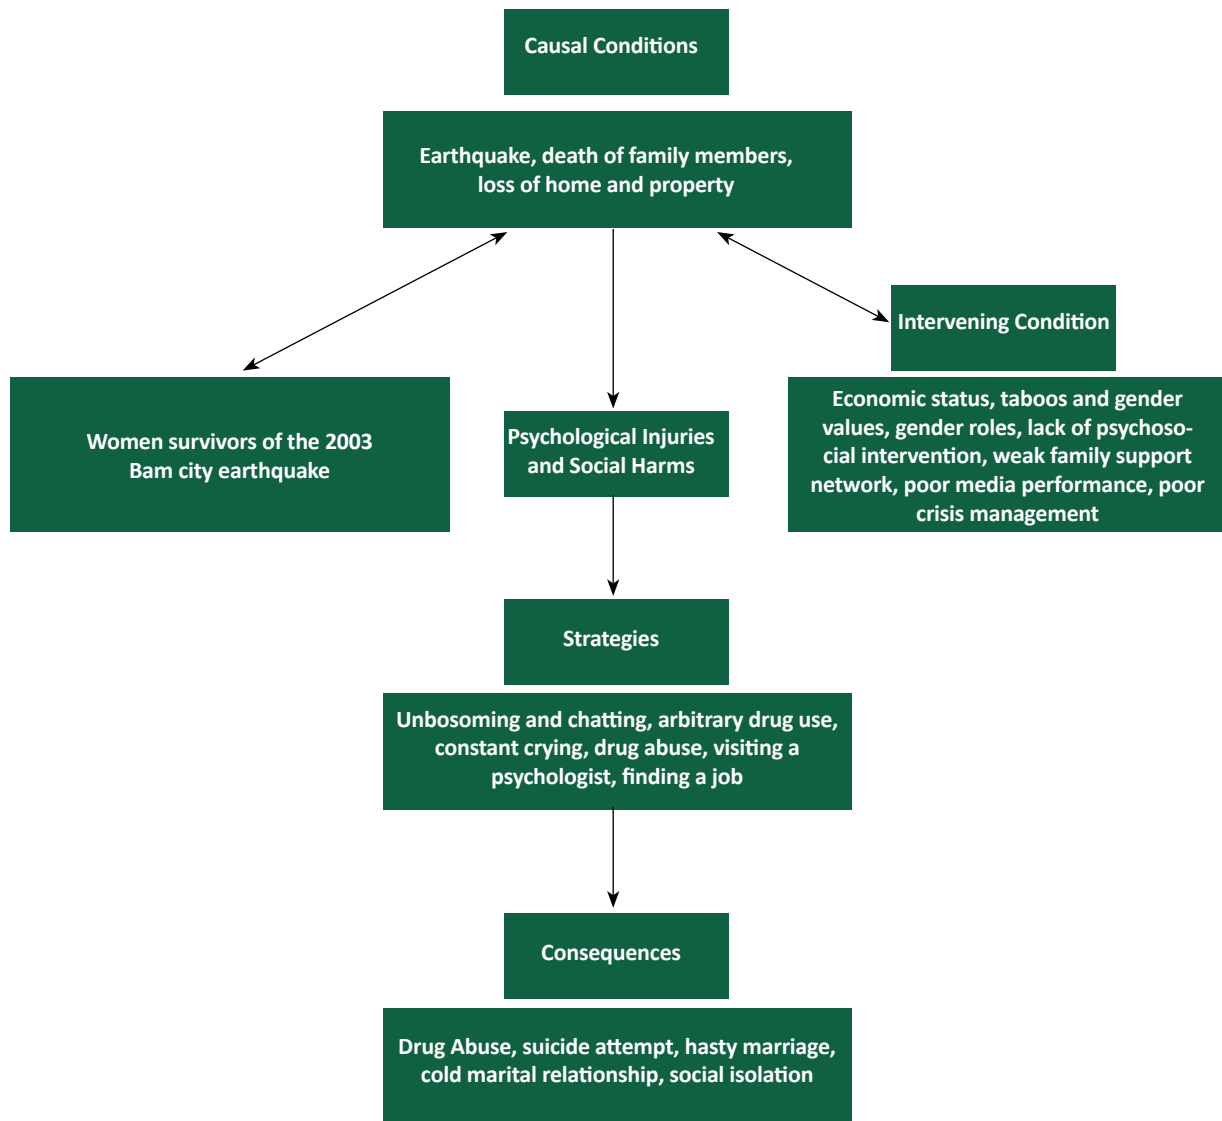 Causal Conditions
Earthquake, death of family members,
loss of home and property
Intervening Condition
Women survivors of the 2003
Bam city earthquake
Psychological Injuries
and Social Harms
Economic status, taboos and gender
values, gender roles, lack of psychoso-
cial intervention, weak family support
network, poor media performance, poor
crisis management
Strategies
Unbosoming and chatting, arbitrary drug use,
constant crying, drug abuse, visiting a
psychologist, finding a job
Consequences
Drug Abuse, suicide attempt, hasty marriage,
cold marital relationship, social isolation